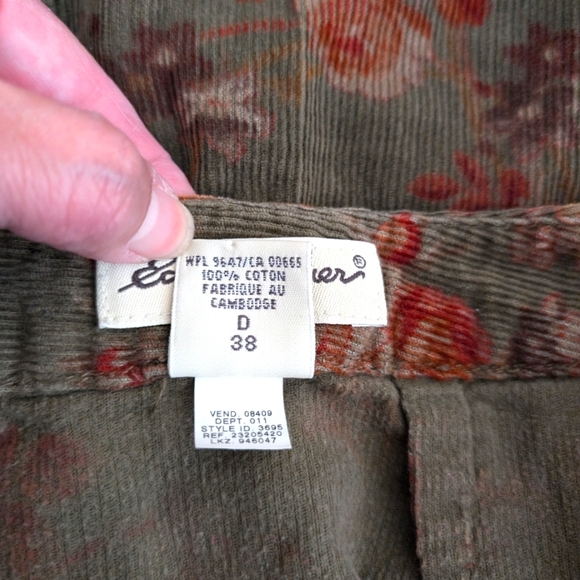 WPL 9647/CA 00665
100% COTON
FABRIQUE AU
CAMBODGE
D
38
VEND. 08409
DEPT. 011
STYLE ID. 3695
REF. 23205420
LKZ. 946047